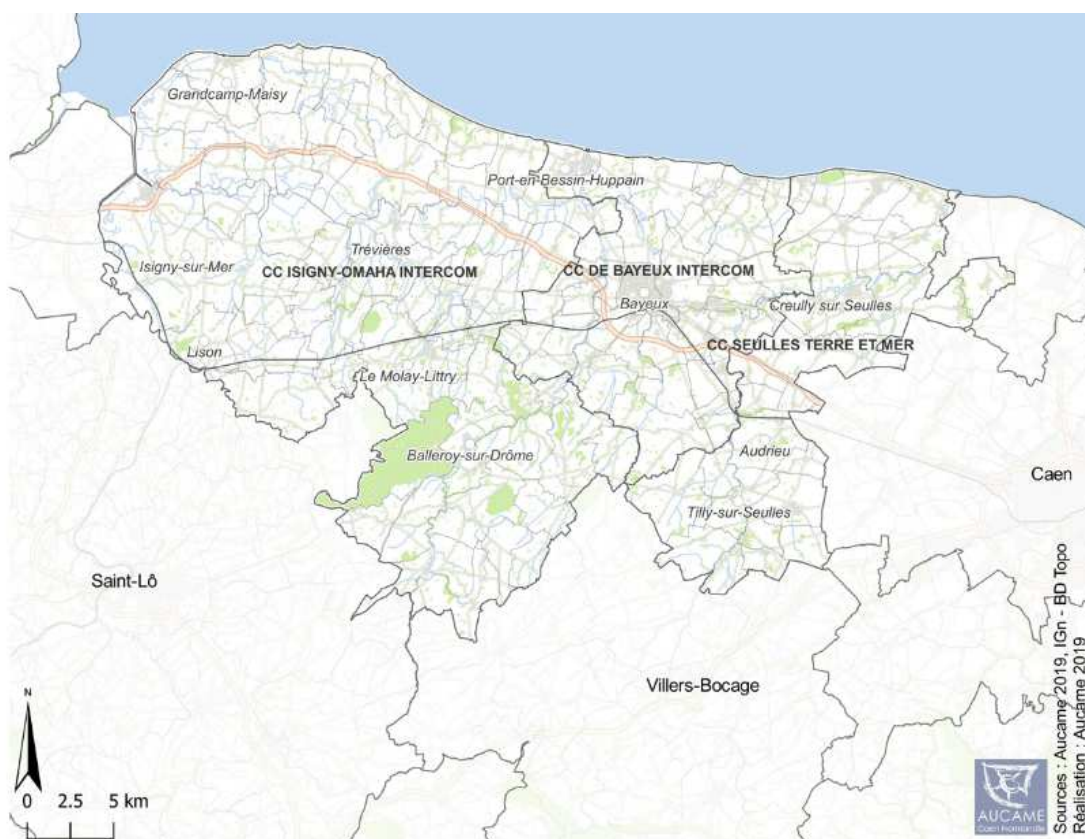 Grandcamp-Maisy
Port-en-Bessin-Huppain
Trévières
Isigny-sur-Mer
CC ISIGNY-OMAHA INTERCOM
CC DE BAYEUX INTERCOM
Bayeux
Creully sur Seulles
CC SEULLES TERRE ET MER
Lison
Le Molay-Littry
Balleroy-sur-Drôme
Audrieu
Caen
Tilly-sur-Seulles
Saint-Lô
Villers-Bocage
N
0 2.5 5 km
AUCAME
Caen Normandie
Sources : Aucame 2019, IGn - BD Topo
Réalisation : Aucame 2019